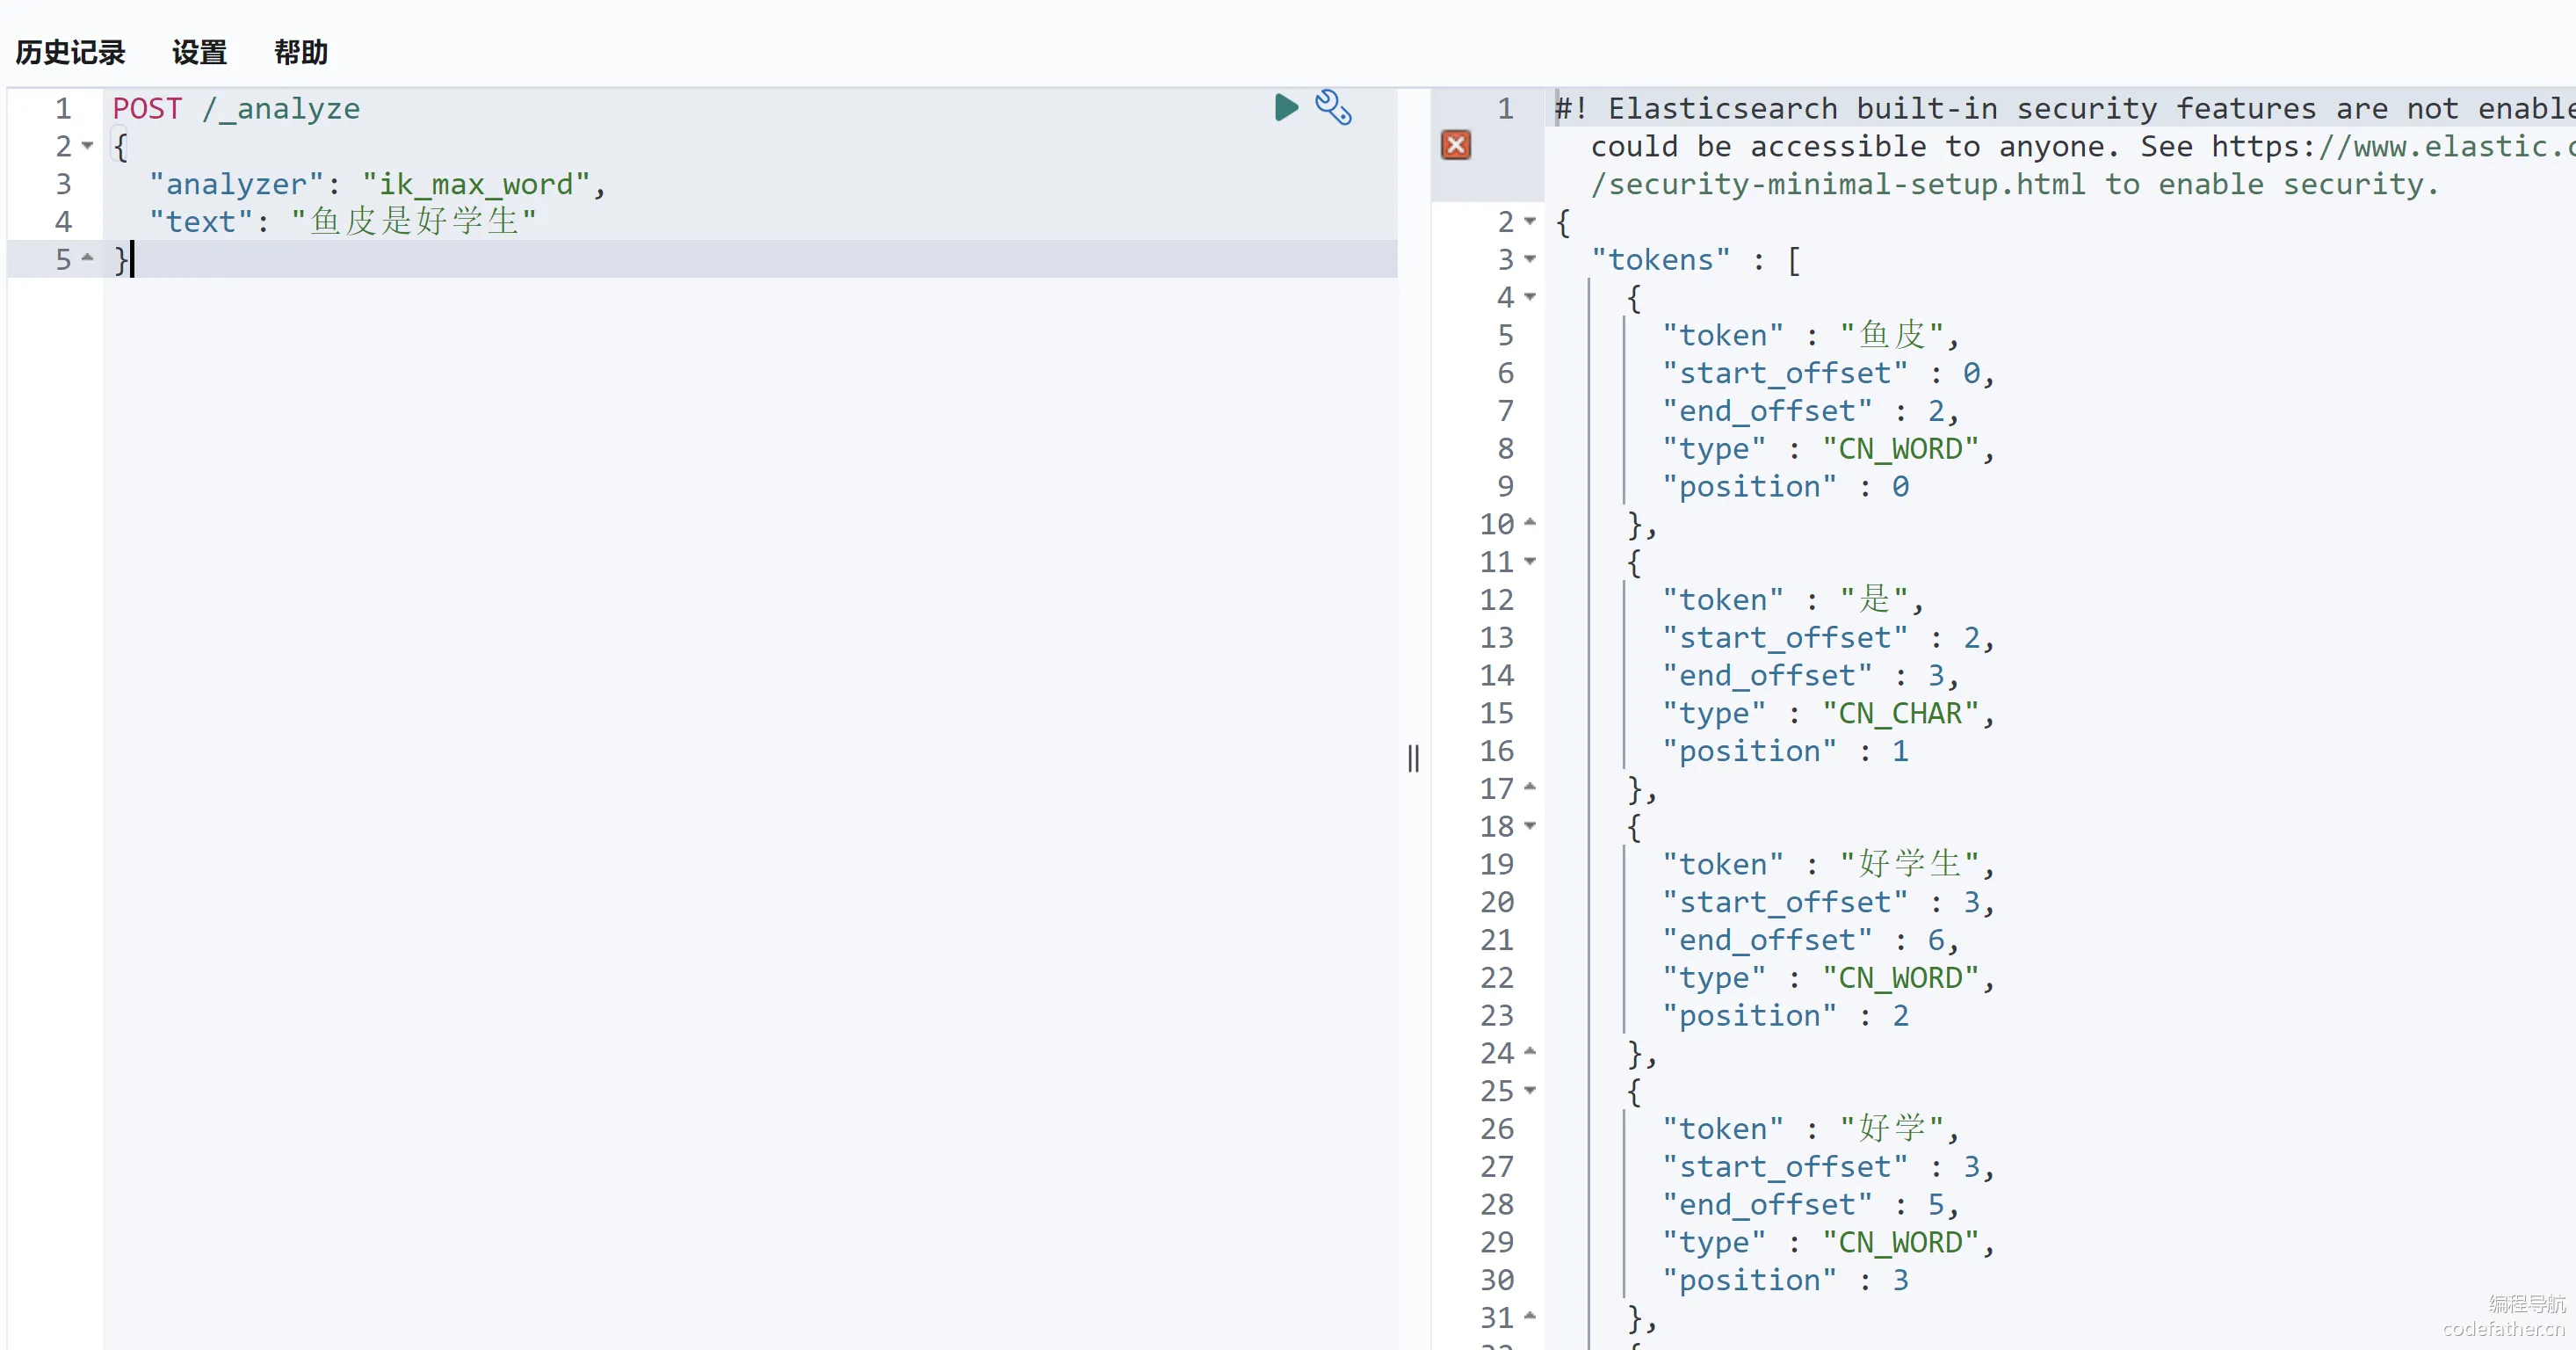 历史记录 设置 帮助
1 POST /_analyze
2 {
3 "analyzer": "ik_max_word",
4 "text": "鱼皮是好学生"
5 }
1 #! Elasticsearch built-in security features are not
could be accessible to anyone. See https://www.elastic.
/security-minimal-setup.html to enable security.
2 {
3 "tokens" : [
4 {
5 "token" : "鱼皮",
6 "start_offset" : 0,
7 "end_offset" : 2,
8 "type" : "CN_WORD",
9 "position" : 0
10 },
11 {
12 "token" : "是",
13 "start_offset" : 2,
14 "end_offset" : 3,
15 "type" : "CN_CHAR",
16 "position" : 1
17 },
18 {
19 "token" : "好学生",
20 "start_offset" : 3,
21 "end_offset" : 6,
22 "type" : "CN_WORD",
23 "position" : 2
24 },
25 {
26 "token" : "好学",
27 "start_offset" : 3,
28 "end_offset" : 5,
29 "type" : "CN_WORD",
30 "position" : 3
31 },
编程导航
codefather.cn